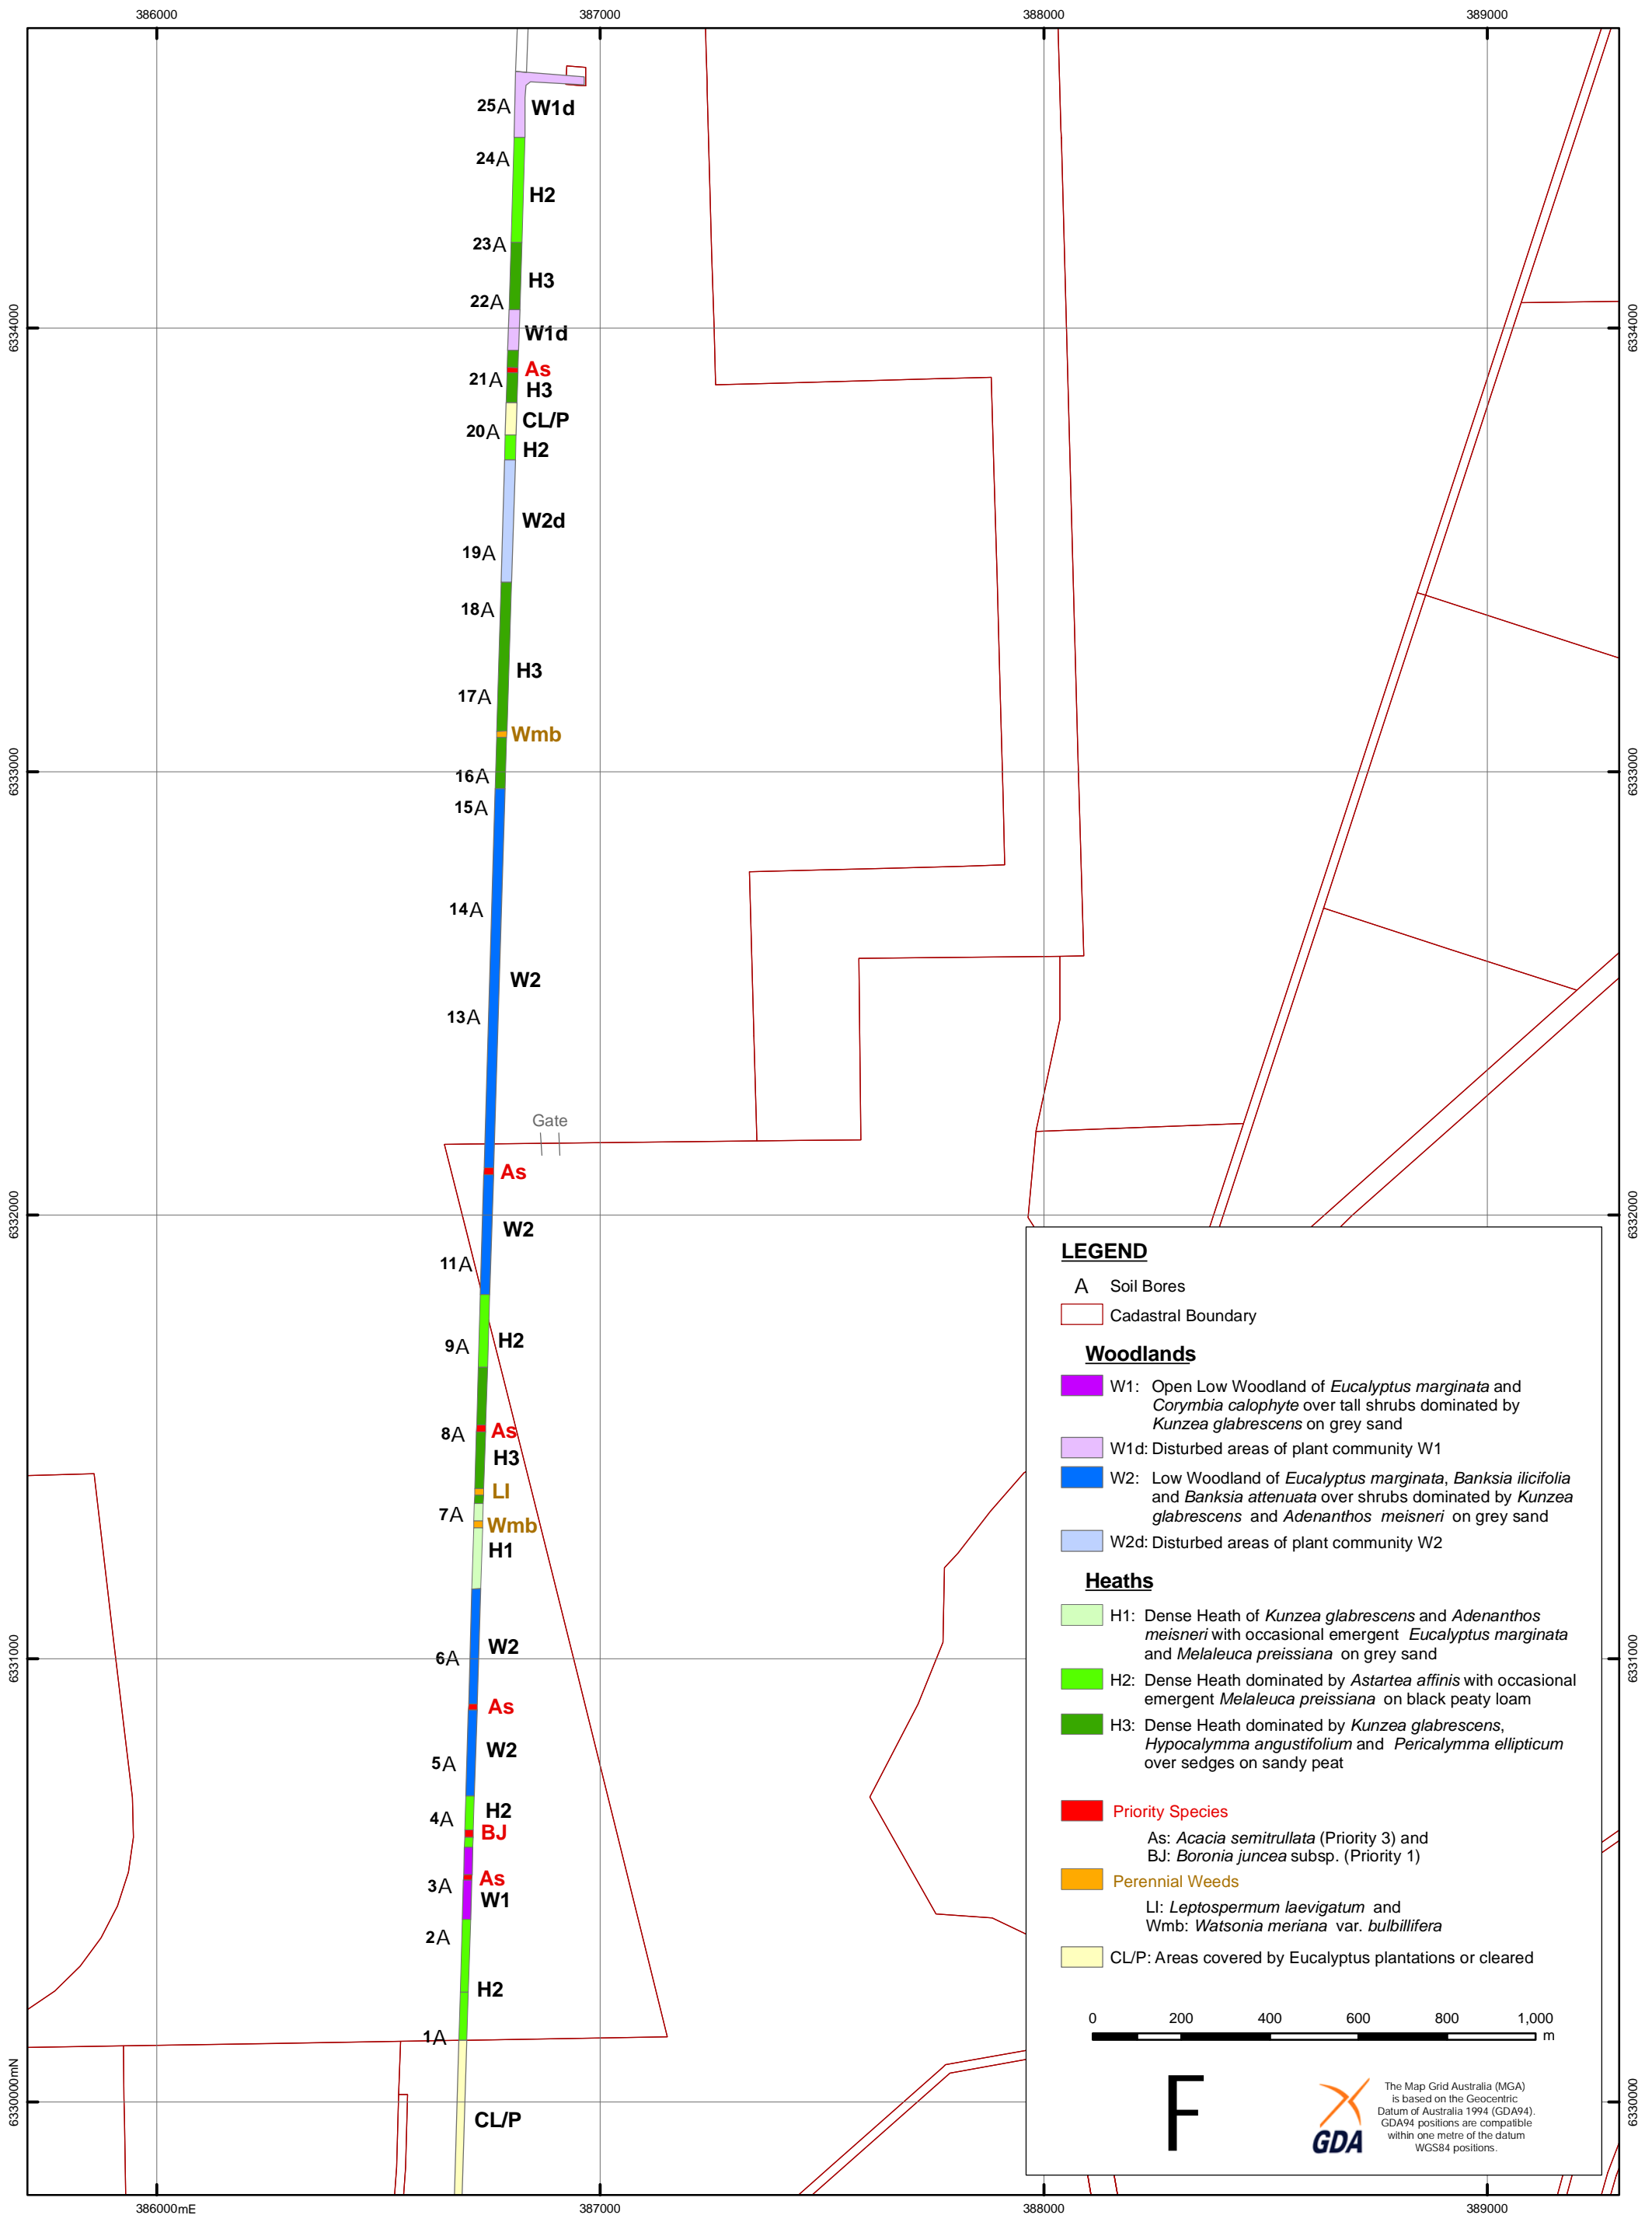 386000
387000
388000
389000
25A
W1d
24A
H2
23A
H3
22A
6334000
W1d
6334000
As
21A
H3
CL/P
20A
H2
W2d
19A
18A
H3
17A
Wmb
6333000
16A
6333000
15A
14A
W2
13A
Gate
As
6332000
W2
6332000
11A
9A
H2
As
8A
H3
LI
7A
Wmb
H1
W2
6331000
6A
6331000
As
W2
5A
H2
4A
BJ
As
3A
W1
2A
H2
1A
6330000mN
CL/P
6330000
LEGEND
A Soil Bores
Cadastral Boundary
Woodlands
W1: Open Low Woodland of Eucalyptus marginata and
Corymbia calophyte over tall shrubs dominated by
Kunzea glabrescens on grey sand
W1d: Disturbed areas of plant community W1
W2: Low Woodland of Eucalyptus marginata, Banksia ilicifolia
and Banksia attenuata over shrubs dominated by Kunzea
glabrescens and Adenanthos meisneri on grey sand
W2d: Disturbed areas of plant community W2
Heaths
H1: Dense Heath of Kunzea glabrescens and Adenanthos
meisneri with occasional emergent Eucalyptus marginata
and Melaleuca preissiana on grey sand
H2: Dense Heath dominated by Astartea affinis with occasional
emergent Melaleuca preissiana on black peaty loam
H3: Dense Heath dominated by Kunzea glabrescens,
Hypocalymma angustifolium and Pericalymma ellipticum
over sedges on sandy peat
Priority Species
As: Acacia semitrullata (Priority 3) and
BJ: Boronia juncea subsp. (Priority 1)
Perennial Weeds
LI: Leptospermum laevigatum and
Wmb: Watsonia meriana var. bulbillifera
CL/P: Areas covered by Eucalyptus plantations or cleared
0 200 400 600 800 1,000
m
F
GDA
The Map Grid Australia (MGA)
is based on the Geocentric
Datum of Australia 1994 (GDA94).
GDA94 positions are compatible
within one metre of the datum
WGS84 positions.
386000mE
387000
388000
389000